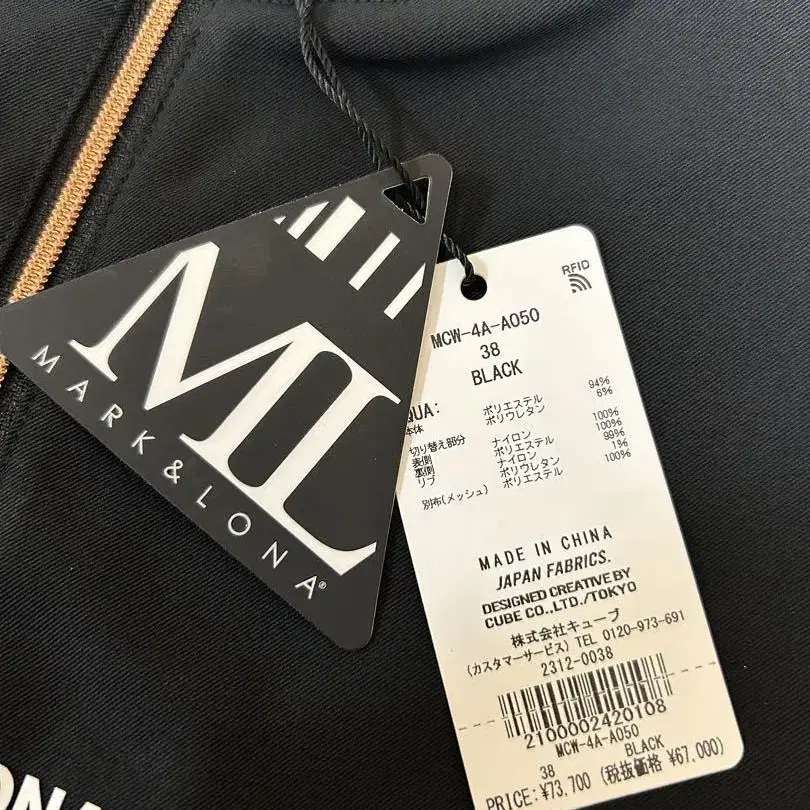 ML
MARK&LONA®
RFID
MCW-4A-A050
38
BLACK
QUA:
本体 ポリエステル 94%
ポリウレタン 6%
切り替え部分
表側 ナイロン 100%
裏側 ポリエステル 100%
リブ ナイロン 99%
ポリウレタン 1%
別布(メッシュ) ポリエステル 100%
MADE IN CHINA
JAPAN FABRICS.
DESIGNED CREATIVE BY
CUBE CO.,LTD./TOKYO
株式会社キューブ
(カスタマーサービス) TEL 0120-973-691
2312-0038
2100002420108
MCW-4A-A050
38 BLACK
PRICE:¥73,700 (税抜価格 ¥67,000)